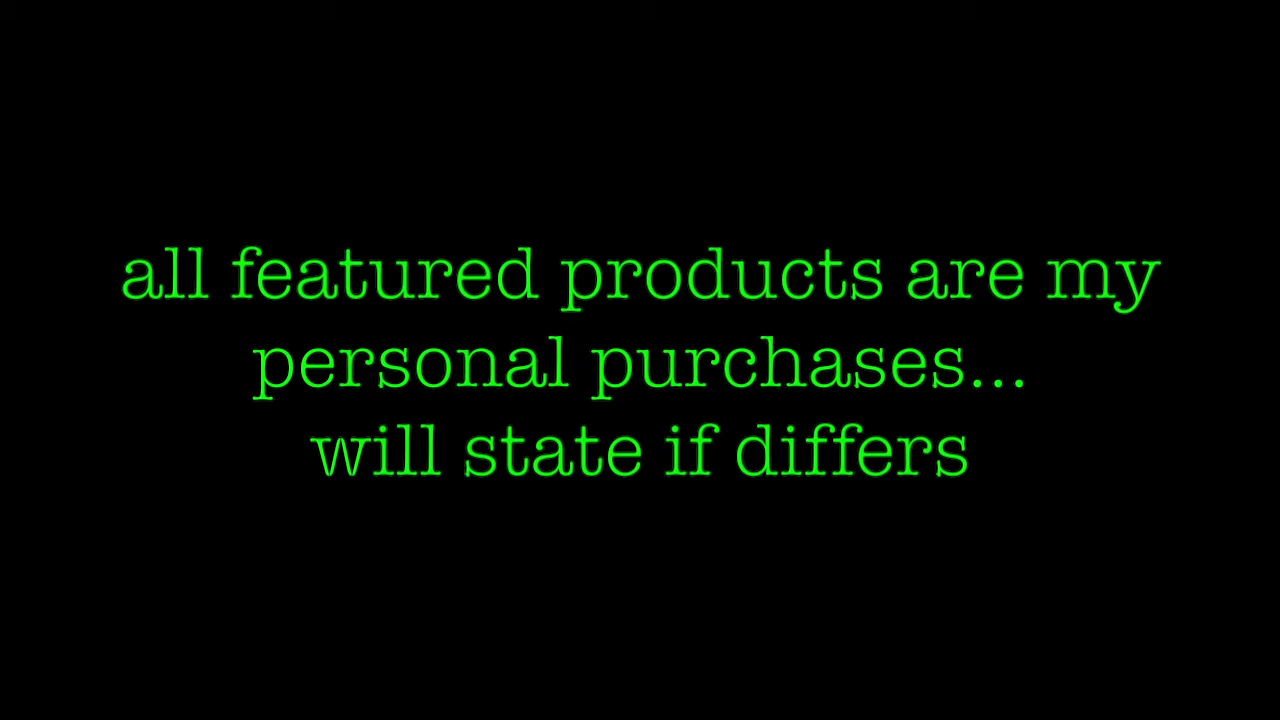 all featured products are my
personal purchases...
will state if differs